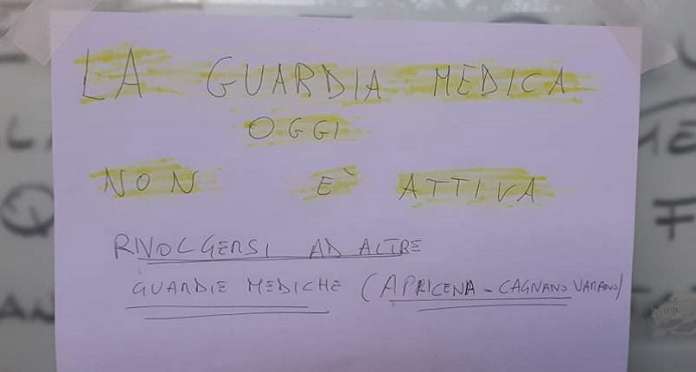 LA GUARDIA MEDICA
OGGI
NON È ATTIVA
RIVOLGERSI AD ALTRE
GUARDIE MEDICHE (APRICENA - CAGNANO VARANO)